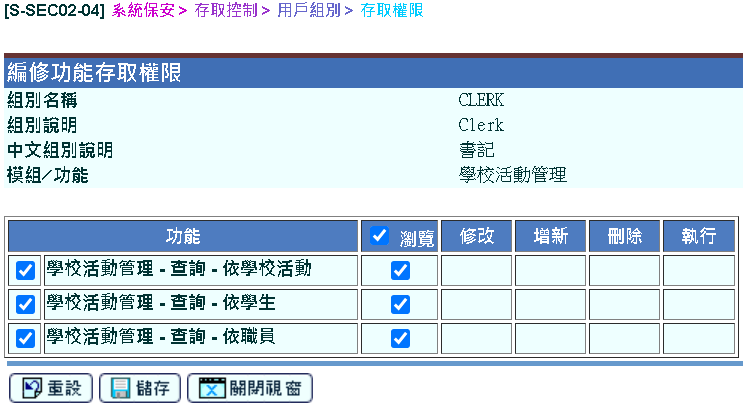 [S-SEC02-04] 系統保安 > 存取控制 > 用戶組別 > 存取權限
編修功能存取權限
組別名稱 CLERK
組別說明 Clerk
中文組別說明 書記
模組/功能 學校活動管理
功能 瀏覽 修改 增新 刪除 執行
學校活動管理 - 查詢 - 依學校活動
學校活動管理 - 查詢 - 依學生
學校活動管理 - 查詢 - 依職員
重設 儲存 關閉視窗